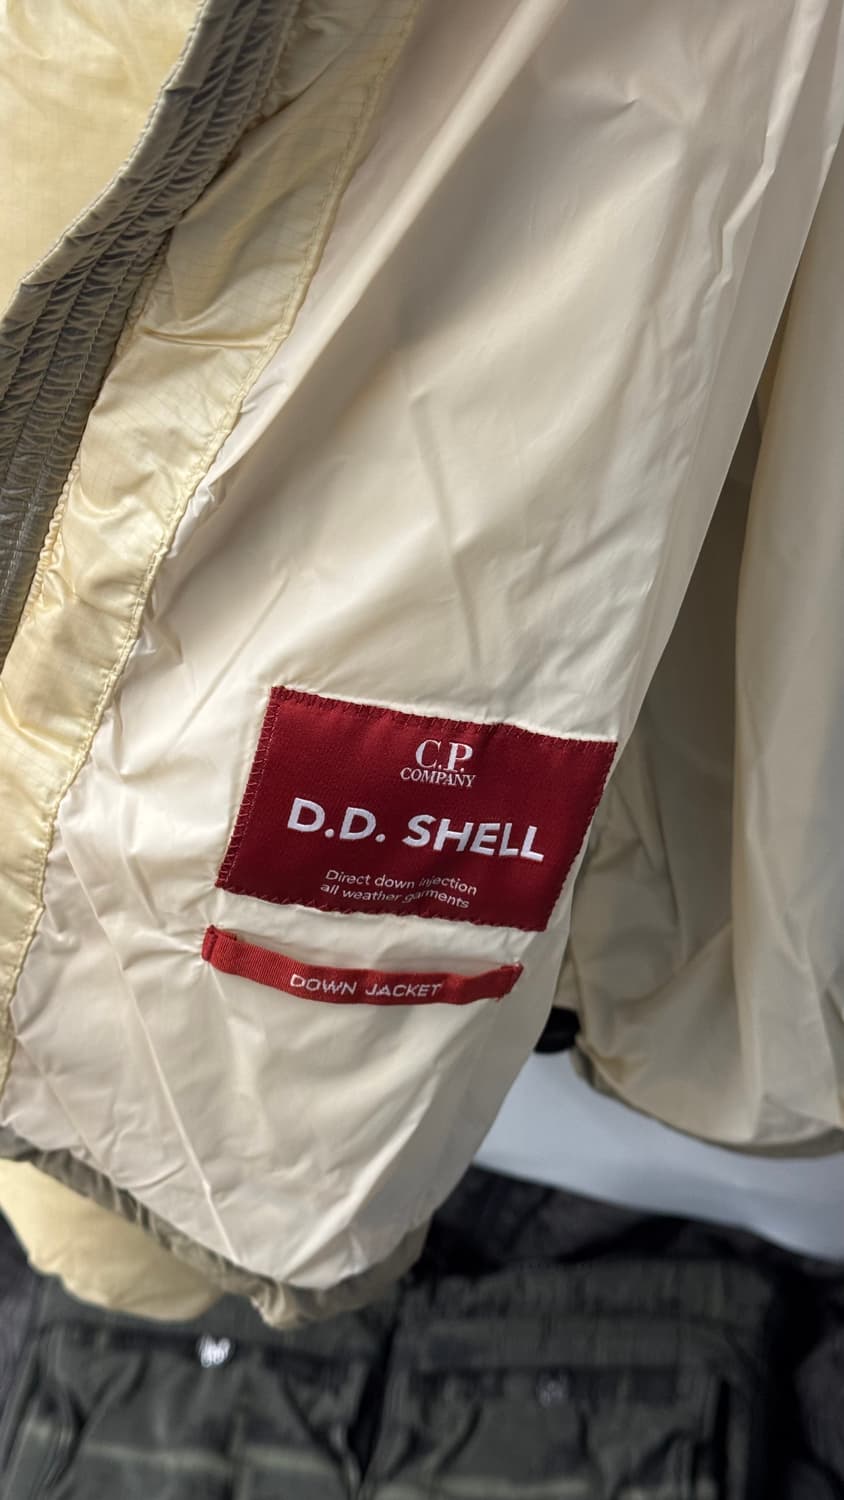 C.P.
COMPANY
D.D. SHELL
Direct down injection
all weather garments
DOWN JACKET